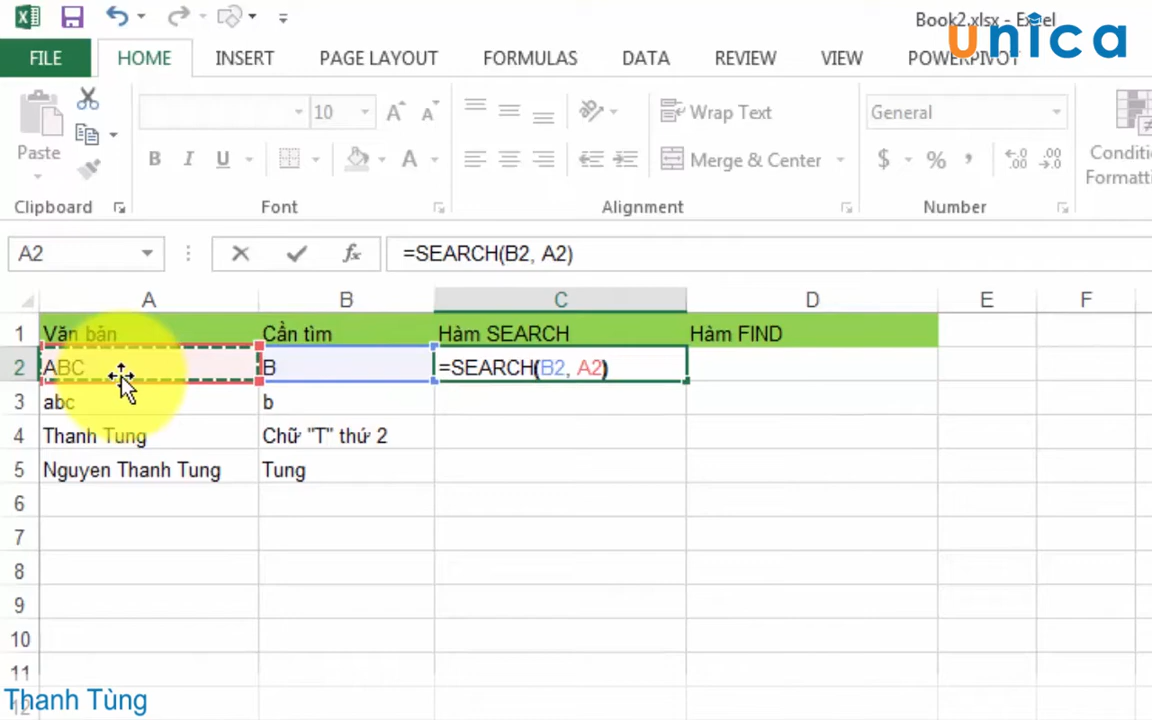 Book2.xlsx - Excel
unica
FILE HOME INSERT PAGE LAYOUT FORMULAS DATA REVIEW VIEW POWERPIVOT
Paste
10
Wrap Text
General
B I U A
Merge & Center
$ % ,
Conditi
Formatti
Clipboard Font Alignment Number
A2 fx =SEARCH(B2, A2)
A B C D E F
1 Văn bản Cần tìm Hàm SEARCH Hàm FIND
2 ABC B =SEARCH(B2, A2)
3 abc b
4 Thanh Tung Chữ "T" thứ 2
5 Nguyen Thanh Tung Tung
6
7
8
9
10
11
12
Thanh Tùng